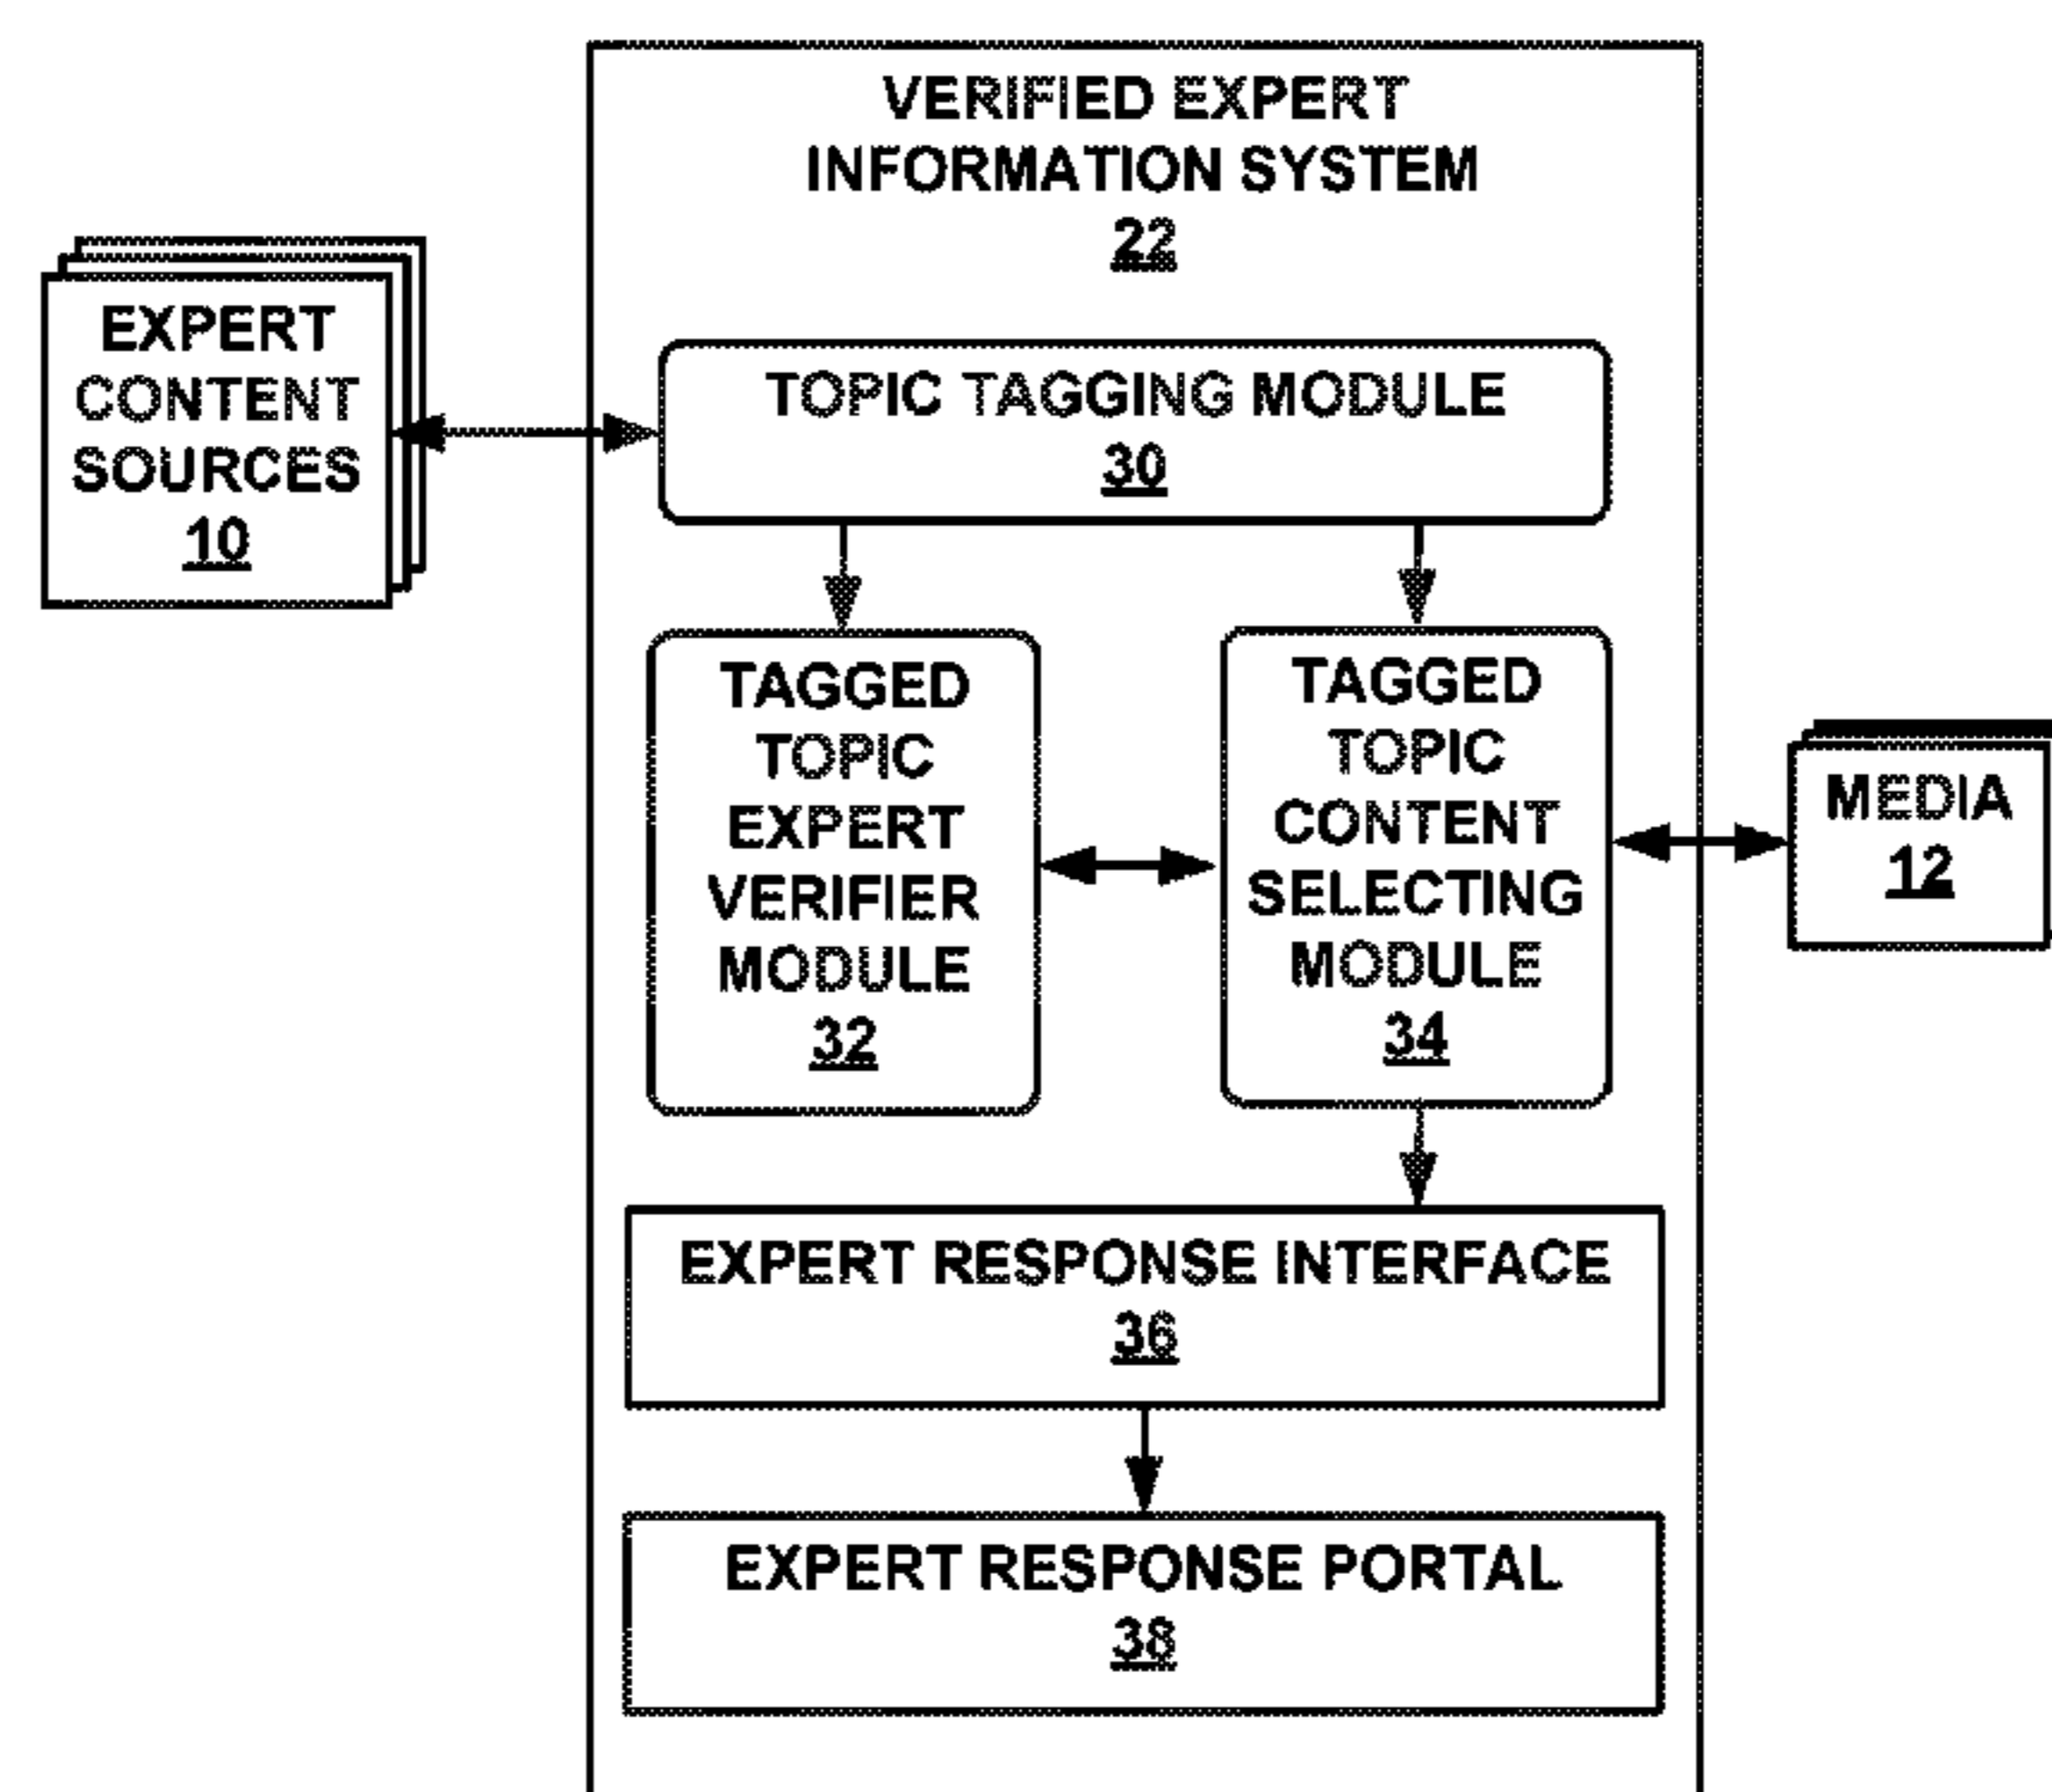 VERIFIED EXPERT
INFORMATION SYSTEM
22
EXPERT
CONTENT
SOURCES
10
TOPIC TAGGING MODULE
30
TAGGED
TOPIC
EXPERT
VERIFIER
MODULE
32
TAGGED
TOPIC
CONTENT
SELECTING
MODULE
34
MEDIA
12
EXPERT RESPONSE INTERFACE
36
EXPERT RESPONSE PORTAL
38